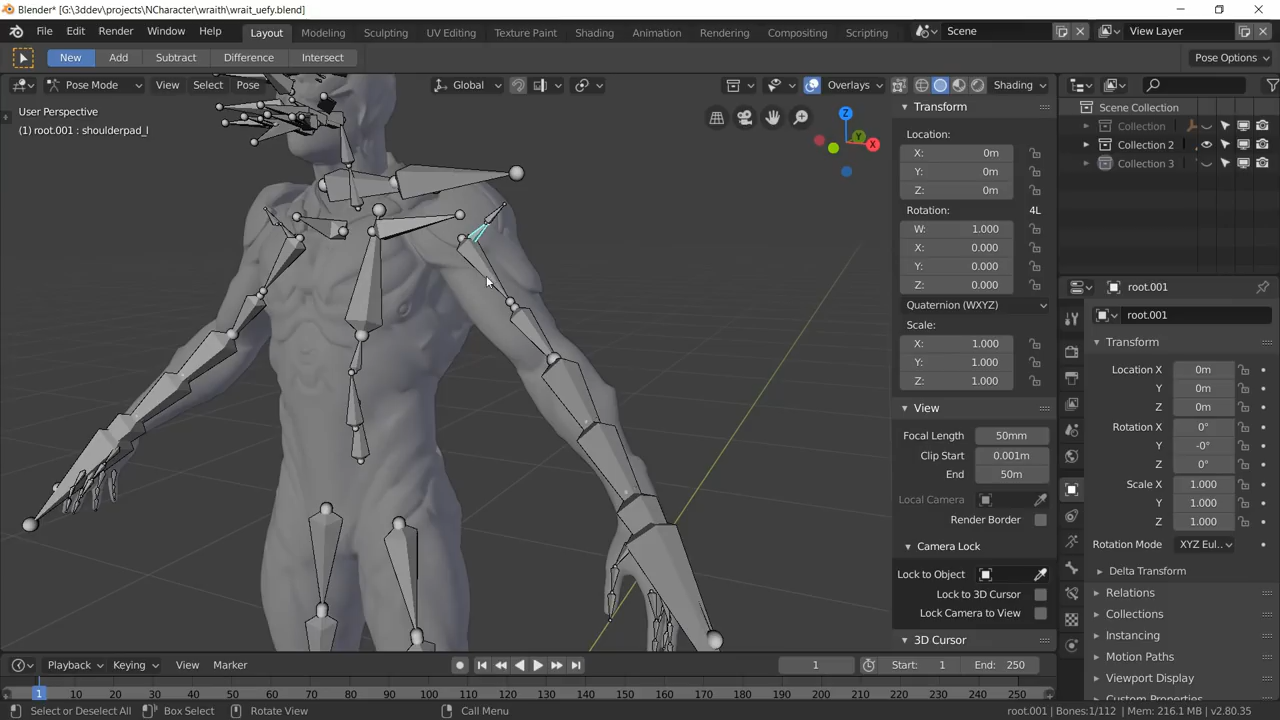 Blender* [G:\3ddev\projects\NCharacter\wraith\wrait_uefy.blend]
File Edit Render Window Help Layout Modeling Sculpting UV Editing Texture Paint Shading Animation Rendering Compositing Scripting Scene View Layer
New Add Subtract Difference Intersect Pose Options
Pose Mode View Select Pose Global Overlays Shading
User Perspective
(1) root.001 : shoulderpad_l
Z
Y
X
Transform
Location:
X: 0m
Y: 0m
Z: 0m
Rotation: 4L
W: 1.000
X: 0.000
Y: 0.000
Z: 0.000
Quaternion (WXYZ)
Scale:
X: 1.000
Y: 1.000
Z: 1.000
View
Focal Length 50mm
Clip Start 0.001m
End 50m
Local Camera
Render Border
Camera Lock
Lock to Object
Lock to 3D Cursor
Lock Camera to View
3D Cursor
Scene Collection
Collection
Collection 2
Collection 3
root.001
root.001
Transform
Location X 0m
Y 0m
Z 0m
Rotation X 0°
Y -0°
Z 0°
Scale X 1.000
Y 1.000
Z 1.000
Rotation Mode XYZ Eul..
Delta Transform
Relations
Collections
Instancing
Motion Paths
Viewport Display
Custom Properties
Playback Keying View Marker 1 Start: 1 End: 250
1 10 20 30 40 50 60 70 80 90 100 110 120 130 140 150 160 170 180 190 200 210 220 230 240 250
Select or Deselect All Box Select Rotate View Call Menu root.001 | Bones:1/112 | Mem: 216.1 MB | v2.80.35